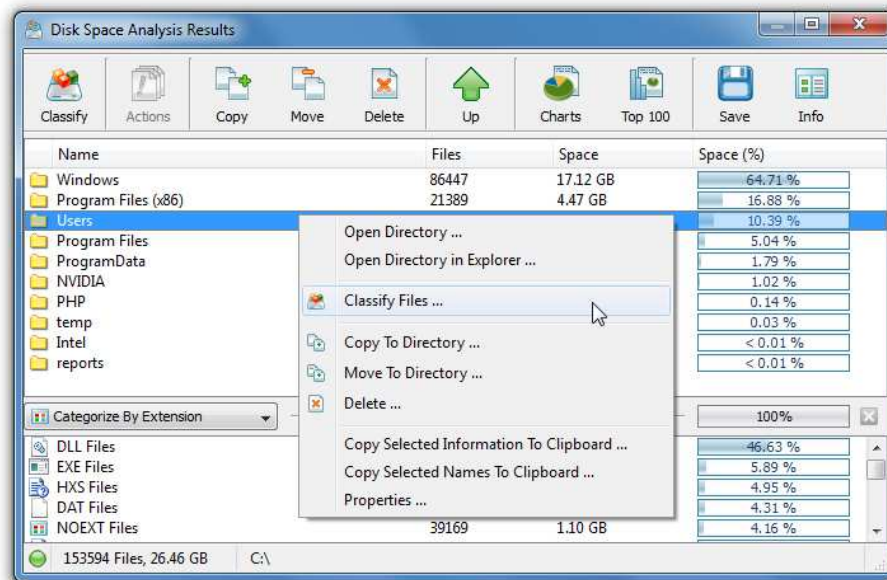 Disk Space Analysis Results
Classify Actions Copy Move Delete Up Charts Top 100 Save Info
Name Files Space Space (%)
Windows 86447 17.12 GB 64.71 %
Program Files (x86) 21389 4.47 GB 16.88 %
Users 10.39 %
Open Directory ...
Program Files 5.04 %
ProgramData 1.79 %
Open Directory in Explorer ...
NVIDIA 1.02 %
PHP 0.14 %
Classify Files ...
temp 0.03 %
Intel < 0.01 %
Copy To Directory ...
reports < 0.01 %
Move To Directory ...
Delete ...
Categorize By Extension 100%
DLL Files 46.63 %
Copy Selected Information To Clipboard ...
EXE Files 5.89 %
Copy Selected Names To Clipboard ...
HXS Files 4.95 %
Properties ...
DAT Files 4.31 %
NOEXT Files 39169 1.10 GB 4.16 %
153594 Files, 26.46 GB C:\